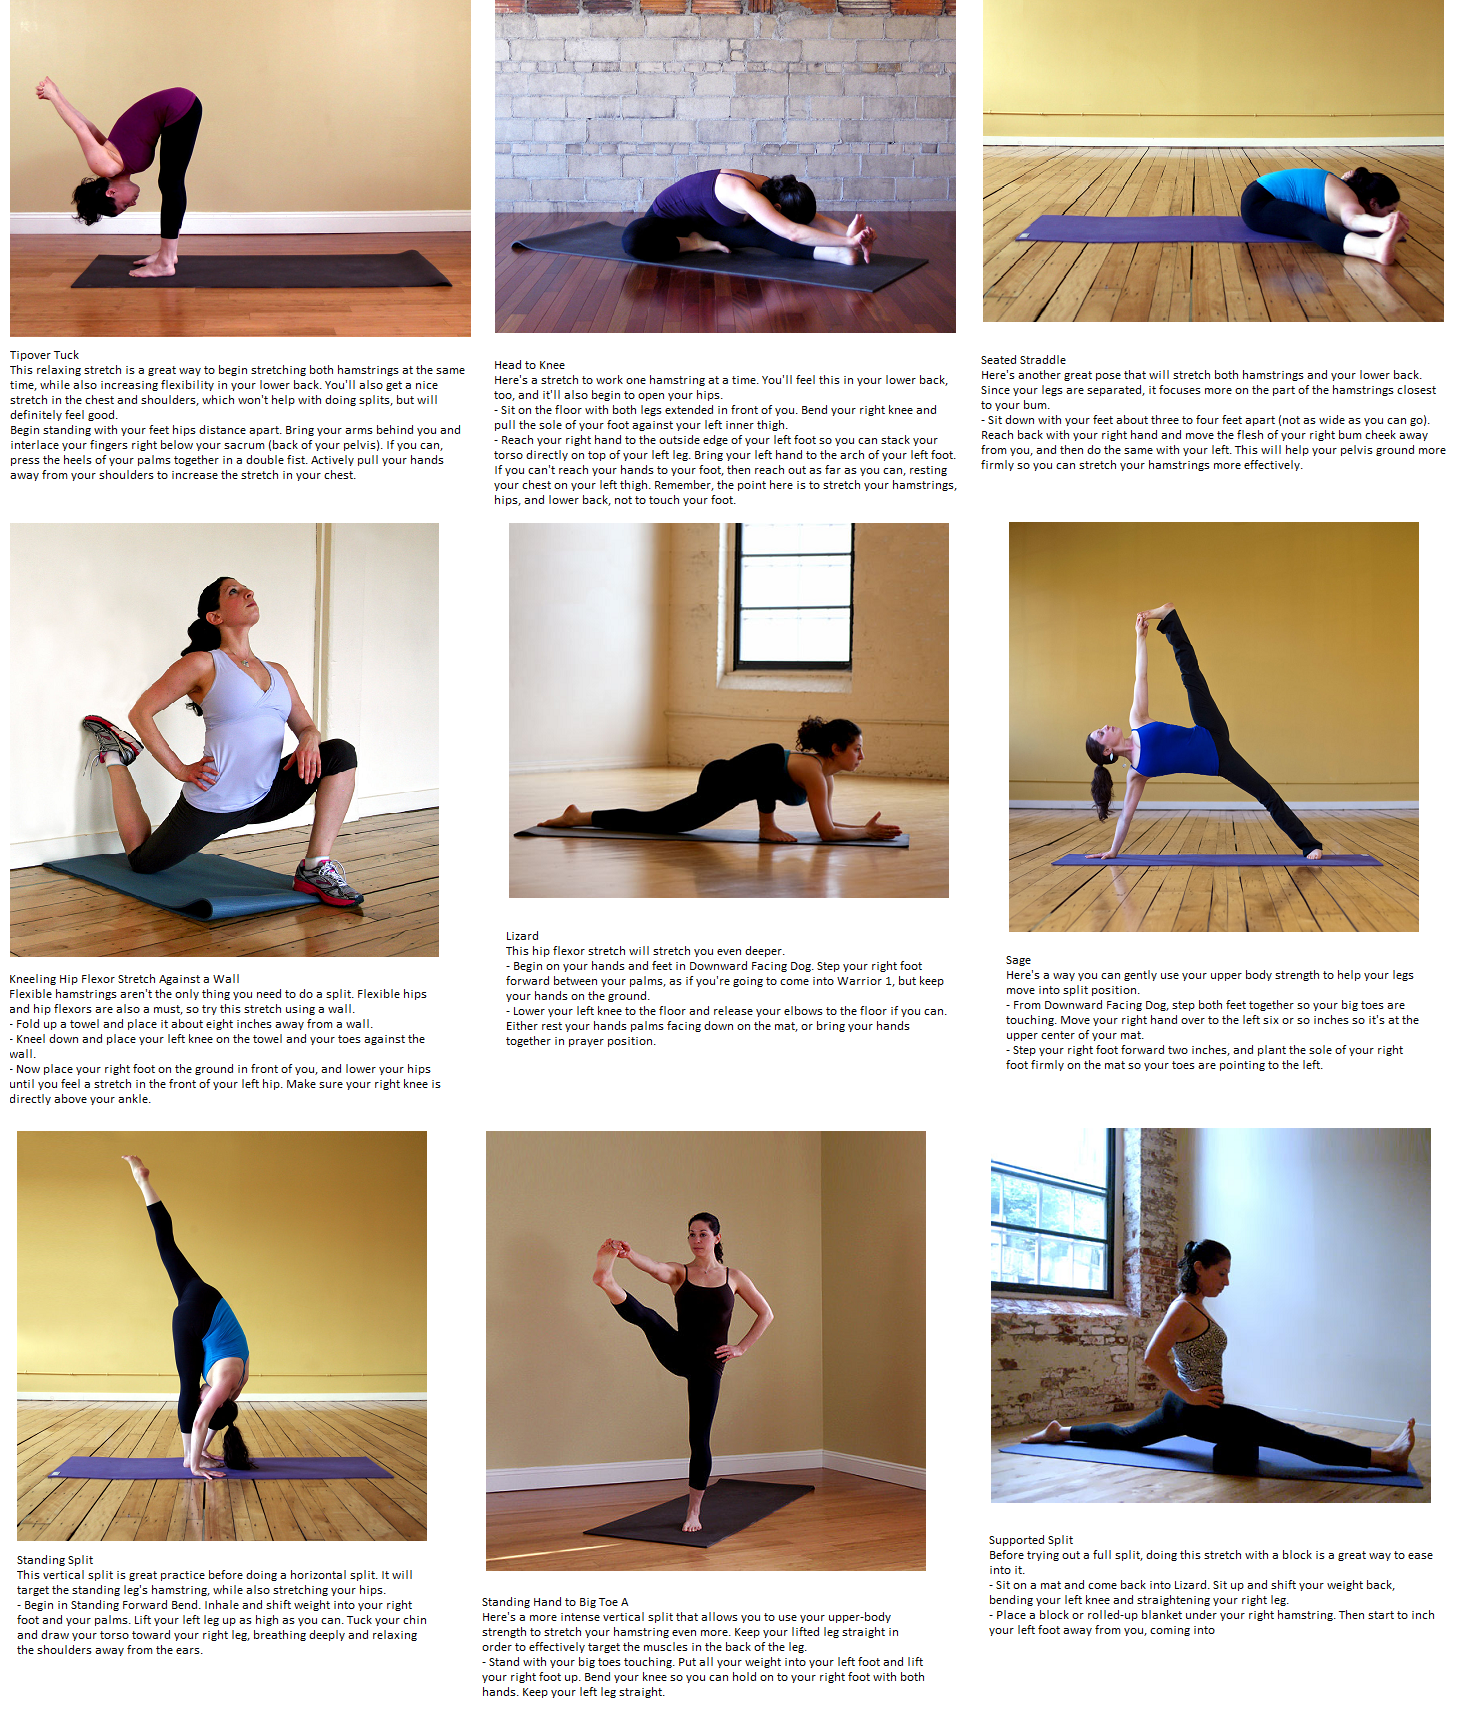 Tipover Tuck
This relaxing stretch is a great way to begin stretching both hamstrings at the same
time, while also increasing flexibility in your lower back. You'll also get a nice
stretch in the chest and shoulders, which won't help with doing splits, but will
definitely feel good.
Begin standing with your feet hips distance apart. Bring your arms behind you and
interlace your fingers right below your sacrum (back of your pelvis). If you can,
press the heels of your palms together in a double fist. Actively pull your hands
away from your shoulders to increase the stretch in your chest.
Head to Knee
Here's a stretch to work one hamstring at a time. You'll feel this in your lower back,
too, and it'll also begin to open your hips.
- Sit on the floor with both legs extended in front of you. Bend your right knee and
pull the sole of your foot against your left inner thigh.
- Reach your right hand to the outside edge of your left foot so you can stack your
torso directly on top of your left leg. Bring your left hand to the arch of your left foot.
If you can't reach your hands to your foot, then reach out as far as you can, resting
your chest on your left thigh. Remember, the point here is to stretch your hamstrings,
hips, and lower back, not to touch your foot.
Seated Straddle
Here's another great pose that will stretch both hamstrings and your lower back.
Since your legs are separated, it focuses more on the part of the hamstrings closest
to your bum.
- Sit down with your feet about three to four feet apart (not as wide as you can go).
Reach back with your right hand and move the flesh of your right bum cheek away
from you, and then do the same with your left. This will help your pelvis ground more
firmly so you can stretch your hamstrings more effectively.
Kneeling Hip Flexor Stretch Against a Wall
Flexible hamstrings aren't the only thing you need to do a split. Flexible hips
and hip flexors are also a must, so try this stretch using a wall.
- Fold up a towel and place it about eight inches away from a wall.
- Kneel down and place your left knee on the towel and your toes against the
wall.
- Now place your right foot on the ground in front of you, and lower your hips
until you feel a stretch in the front of your left hip. Make sure your right knee is
directly above your ankle.
Lizard
This hip flexor stretch will stretch you even deeper.
- Begin on your hands and feet in Downward Facing Dog. Step your right foot
forward between your palms, as if you're going to come into Warrior 1, but keep
your hands on the ground.
- Lower your left knee to the floor and release your elbows to the floor if you can.
Either rest your hands palms facing down on the mat, or bring your hands
together in prayer position.
Sage
Here's a way you can gently use your upper body strength to help your legs
move into split position.
- From Downward Facing Dog, step both feet together so your big toes are
touching. Move your right hand over to the left six or so inches so it's at the
upper center of your mat.
- Step your right foot forward two inches, and plant the sole of your right
foot firmly on the mat so your toes are pointing to the left.
Standing Split
This vertical split is great practice before doing a horizontal split. It will
target the standing leg's hamstring, while also stretching your hips.
- Begin in Standing Forward Bend. Inhale and shift weight into your right
foot and your palms. Lift your left leg up as high as you can. Tuck your chin
and draw your torso toward your right leg, breathing deeply and relaxing
the shoulders away from the ears.
Standing Hand to Big Toe A
Here's a more intense vertical split that allows you to use your upper-body
strength to stretch your hamstring even more. Keep your lifted leg straight in
order to effectively target the muscles in the back of the leg.
- Stand with your big toes touching. Put all your weight into your left foot and lift
your right foot up. Bend your knee so you can hold on to your right foot with both
hands. Keep your left leg straight.
Supported Split
Before trying out a full split, doing this stretch with a block is a great way to ease
into it.
- Sit on a mat and come back into Lizard. Sit up and shift your weight back,
bending your left knee and straightening your right leg.
- Place a block or rolled-up blanket under your right hamstring. Then start to inch
your left foot away from you, coming into